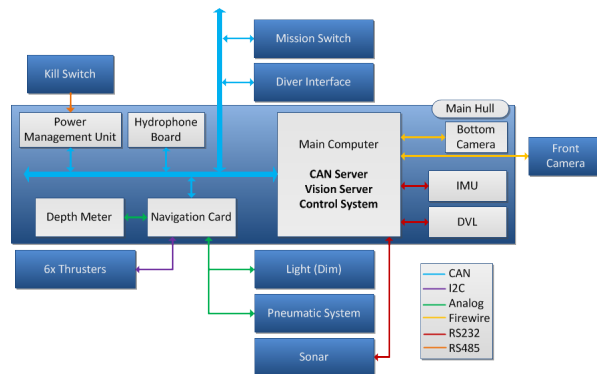 Mission Switch
Kill Switch
Diver Interface
Main Hull
Power
Management Unit
Hydrophone
Board
Main Computer
CAN Server
Vision Server
Control System
Bottom
Camera
Front
Camera
IMU
Depth Meter
Navigation Card
DVL
6x Thrusters
Light (Dim)
Pneumatic System
Sonar
CAN
I2C
Analog
Firewire
RS232
RS485